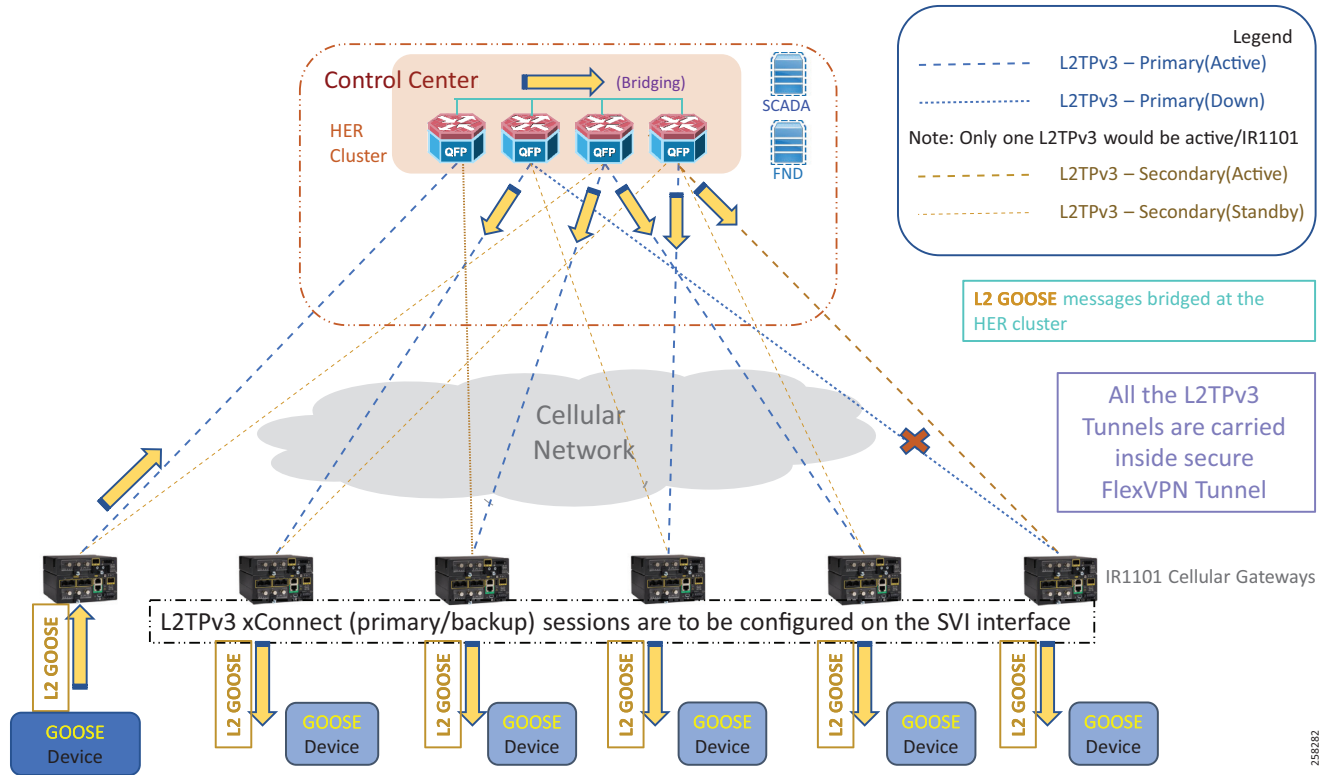 Legend
L2TPv3 – Primary(Active)
L2TPv3 – Primary(Down)
Note: Only one L2TPv3 would be active/IR1101
L2TPv3 – Secondary(Active)
L2TPv3 – Secondary(Standby)
Control Center
(Bridging)
HER
Cluster
QFP
QFP
QFP
QFP
SCADA
FND
L2 GOOSE messages bridged at the
HER cluster
All the L2TPv3
Tunnels are carried
inside secure
FlexVPN Tunnel
Cellular
Network
IR1101 Cellular Gateways
L2TPv3 xConnect (primary/backup) sessions are to be configured on the SVI interface
L2 GOOSE
L2 GOOSE
L2 GOOSE
L2 GOOSE
L2 GOOSE
L2 GOOSE
GOOSE
Device
GOOSE
Device
GOOSE
Device
GOOSE
Device
GOOSE
Device
GOOSE
Device
258282